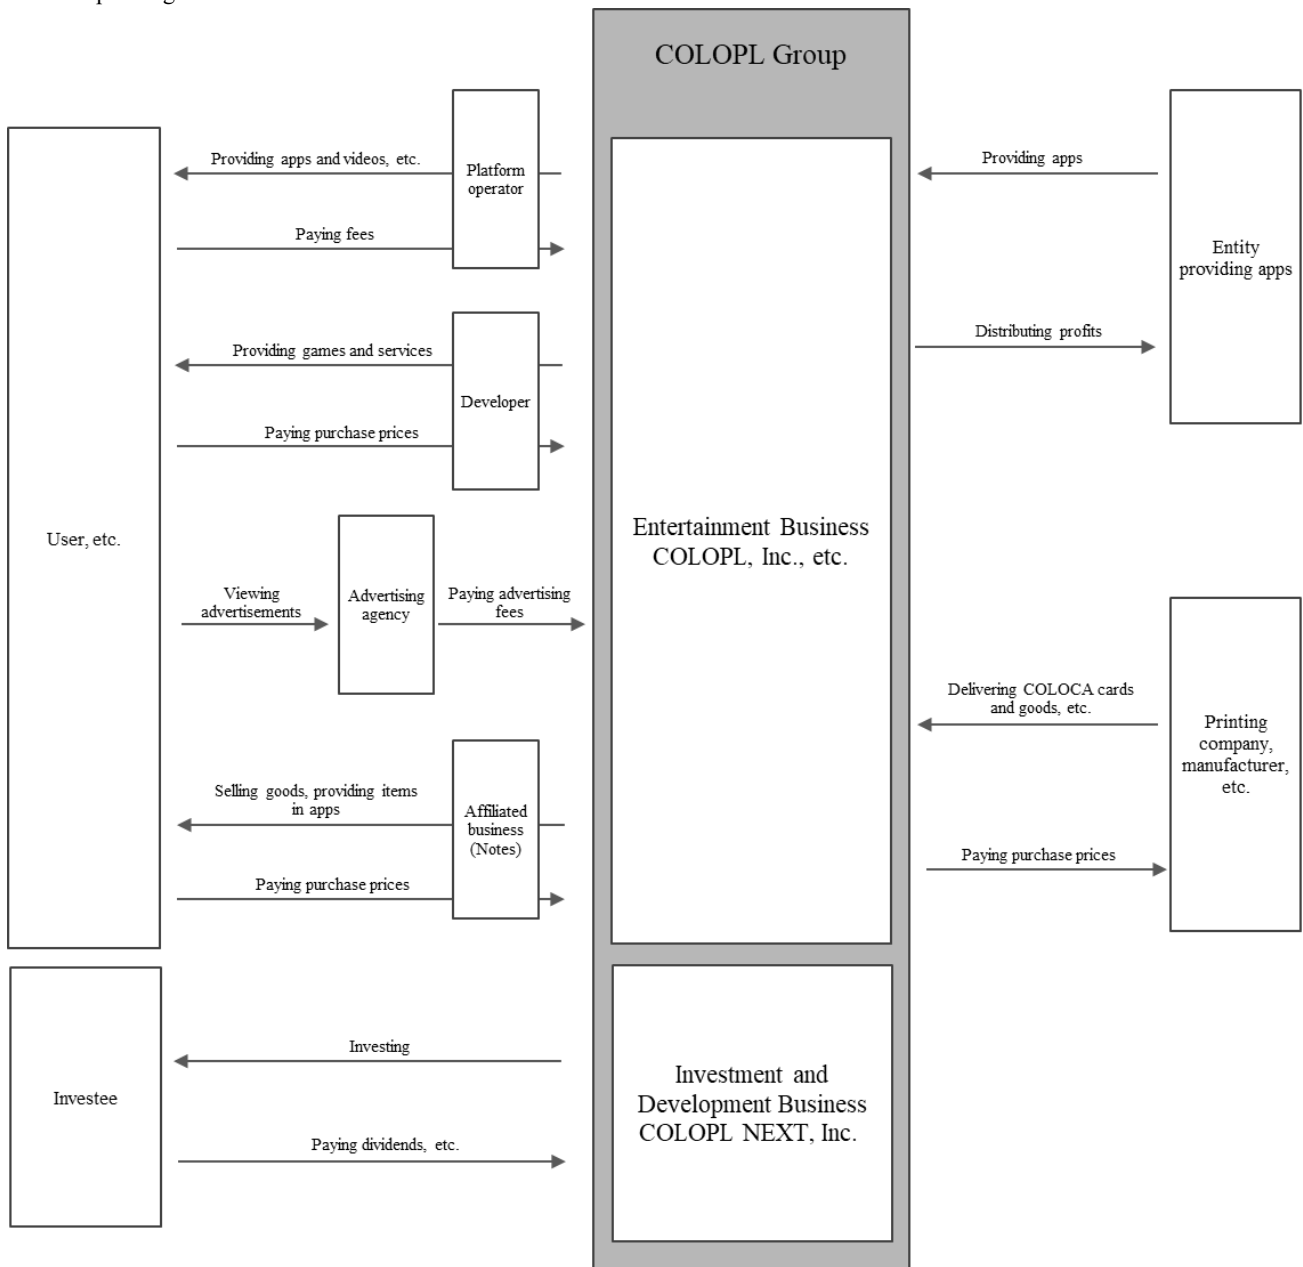 COLOPL Group
Providing apps and videos, etc.
Platform
operator
Paying fees
Providing games and services
Developer
Paying purchase prices
User, etc.
Viewing
advertisements
Advertising
agency
Paying advertising
fees
Selling goods, providing items
in apps
Affiliated
business
(Notes)
Paying purchase prices
Entertainment Business
COLOPL, Inc., etc.
Providing apps
Entity
providing apps
Distributing profits
Delivering COLOCA cards
and goods, etc.
Printing
company,
manufacturer,
etc.
Paying purchase prices
Investee
Investing
Paying dividends, etc.
Investment and
Development Business
COLOPL NEXT, Inc.